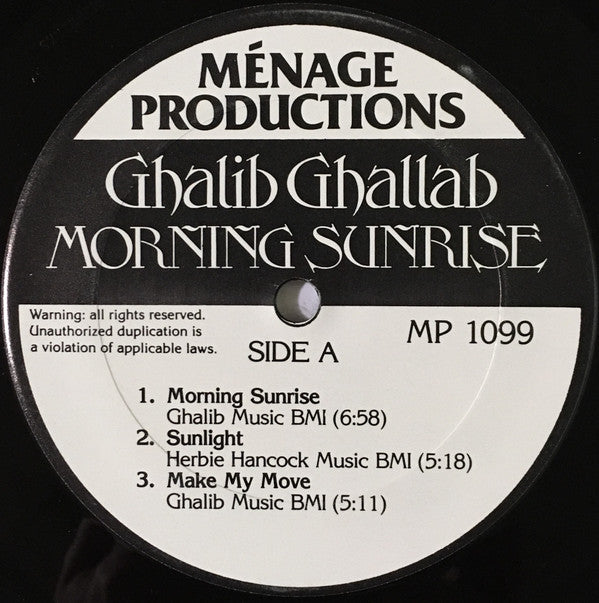 MÉNAGE
PRODUCTIONS
Ghalib Ghallab
MORNING SUNRISE
Warning: all rights reserved.
Unauthorized duplication is
a violation of applicable laws.
SIDE A
MP 1099
1. Morning Sunrise
Ghalib Music BMI (6:58)
2. Sunlight
Herbie Hancock Music BMI (5:18)
3. Make My Move
Ghalib Music BMI (5:11)